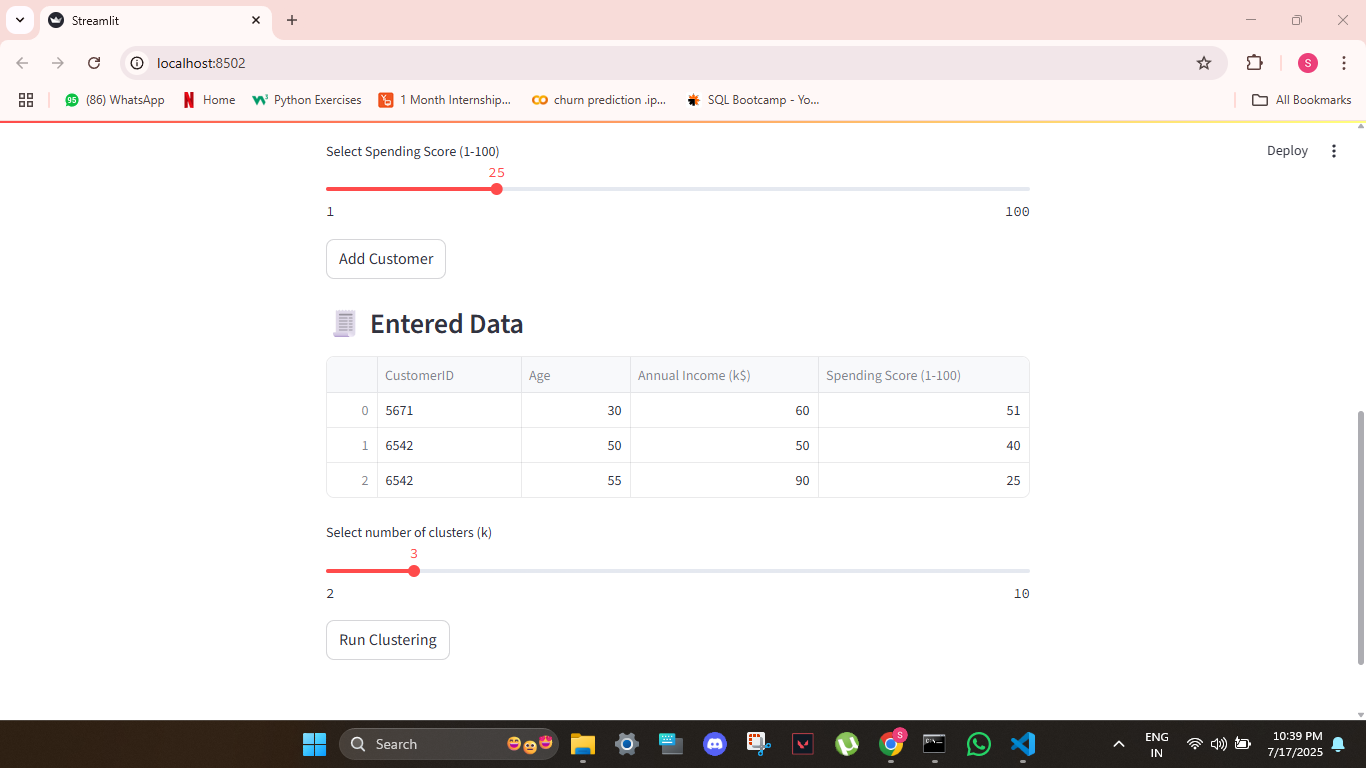 Streamlit
localhost:8502
S
95 (86) WhatsApp
Home
Python Exercises
1 Month Internship...
churn prediction .ip...
SQL Bootcamp - Yo...
All Bookmarks
Deploy
Select Spending Score (1-100)
25
1 100
Add Customer
Entered Data
CustomerID Age Annual Income (k$) Spending Score (1-100)
0 5671 30 60 51
1 6542 50 50 40
2 6542 55 90 25
Select number of clusters (k)
3
2 10
Run Clustering
Search
S
ENG
IN
10:39 PM
7/17/2025